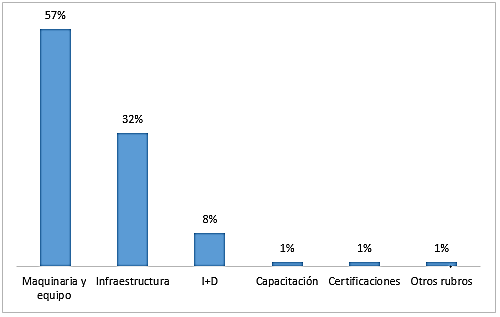 57%
32%
8%
1%
1%
1%
Maquinaria y
equipo
Infraestructura
I+D
Capacitación
Certificaciones
Otros rubros